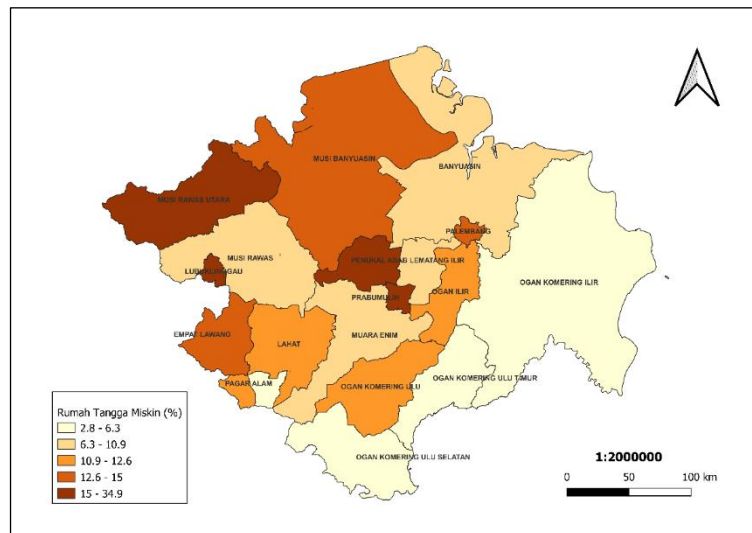 MUSI BANYUASIN
BANYUASIN
MUSI RAWAS UTARA
PALEMBANG
MUSI RAWAS
PENUKAL ABAB LEMATANG ILIR
LUBUKLINGGAU
OGAN KOMERING ILIR
OGAN ILIR
PRABUMULIH
EMPAT LAWANG
MUARA ENIM
LAHAT
OGAN KOMERING ULU TIMUR
PAGAR ALAM
OGAN KOMERING ULU
OGAN KOMERING ULU SELATAN
Rumah Tangga Miskin (%)
2.8 - 6.3
6.3 - 10.9
10.9 - 12.6
12.6 - 15
15 - 34.9
1:2000000
0 50 100 km